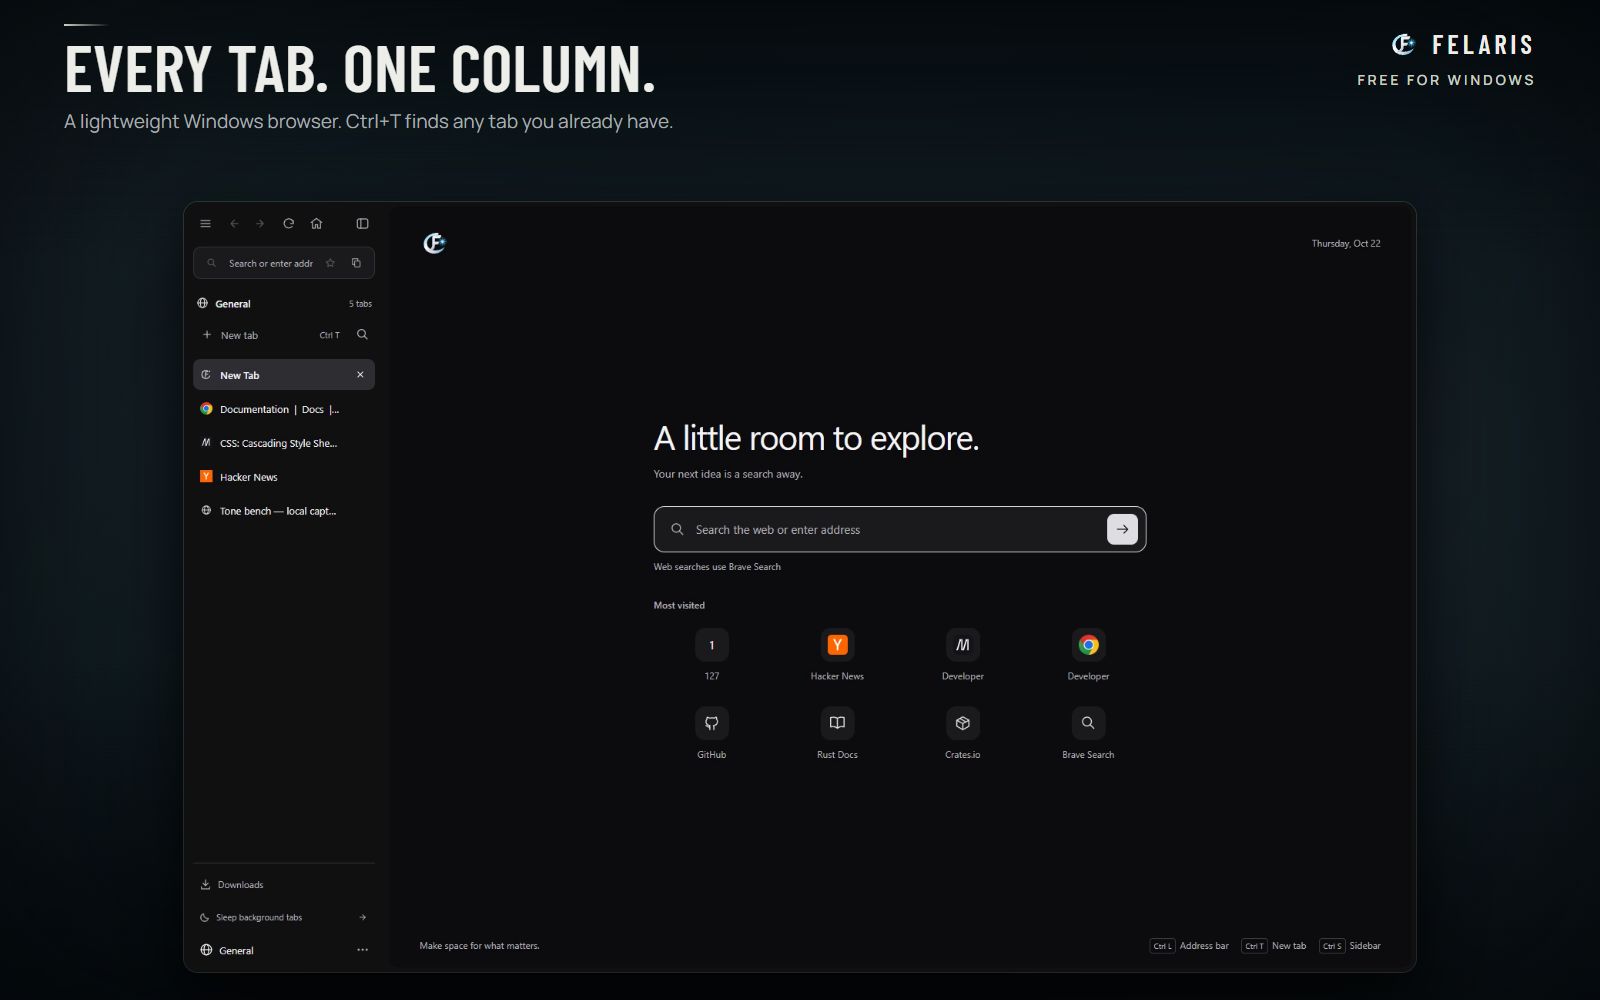 EVERY TAB. ONE COLUMN.
A lightweight Windows browser. Ctrl+T finds any tab you already have.
FELARIS
FREE FOR WINDOWS
Search or enter addr
General 5 tabs
New tab Ctrl T
New Tab
Documentation | Docs |...
CSS: Cascading Style She...
Hacker News
Tone bench — local capt...
Downloads
Sleep background tabs
General
Thursday, Oct 22
A little room to explore.
Your next idea is a search away.
Search the web or enter address
Web searches use Brave Search
Most visited
1
127
Hacker News
Developer
Developer
GitHub
Rust Docs
Crates.io
Brave Search
Make space for what matters.
Ctrl L Address bar Ctrl T New tab Ctrl S Sidebar